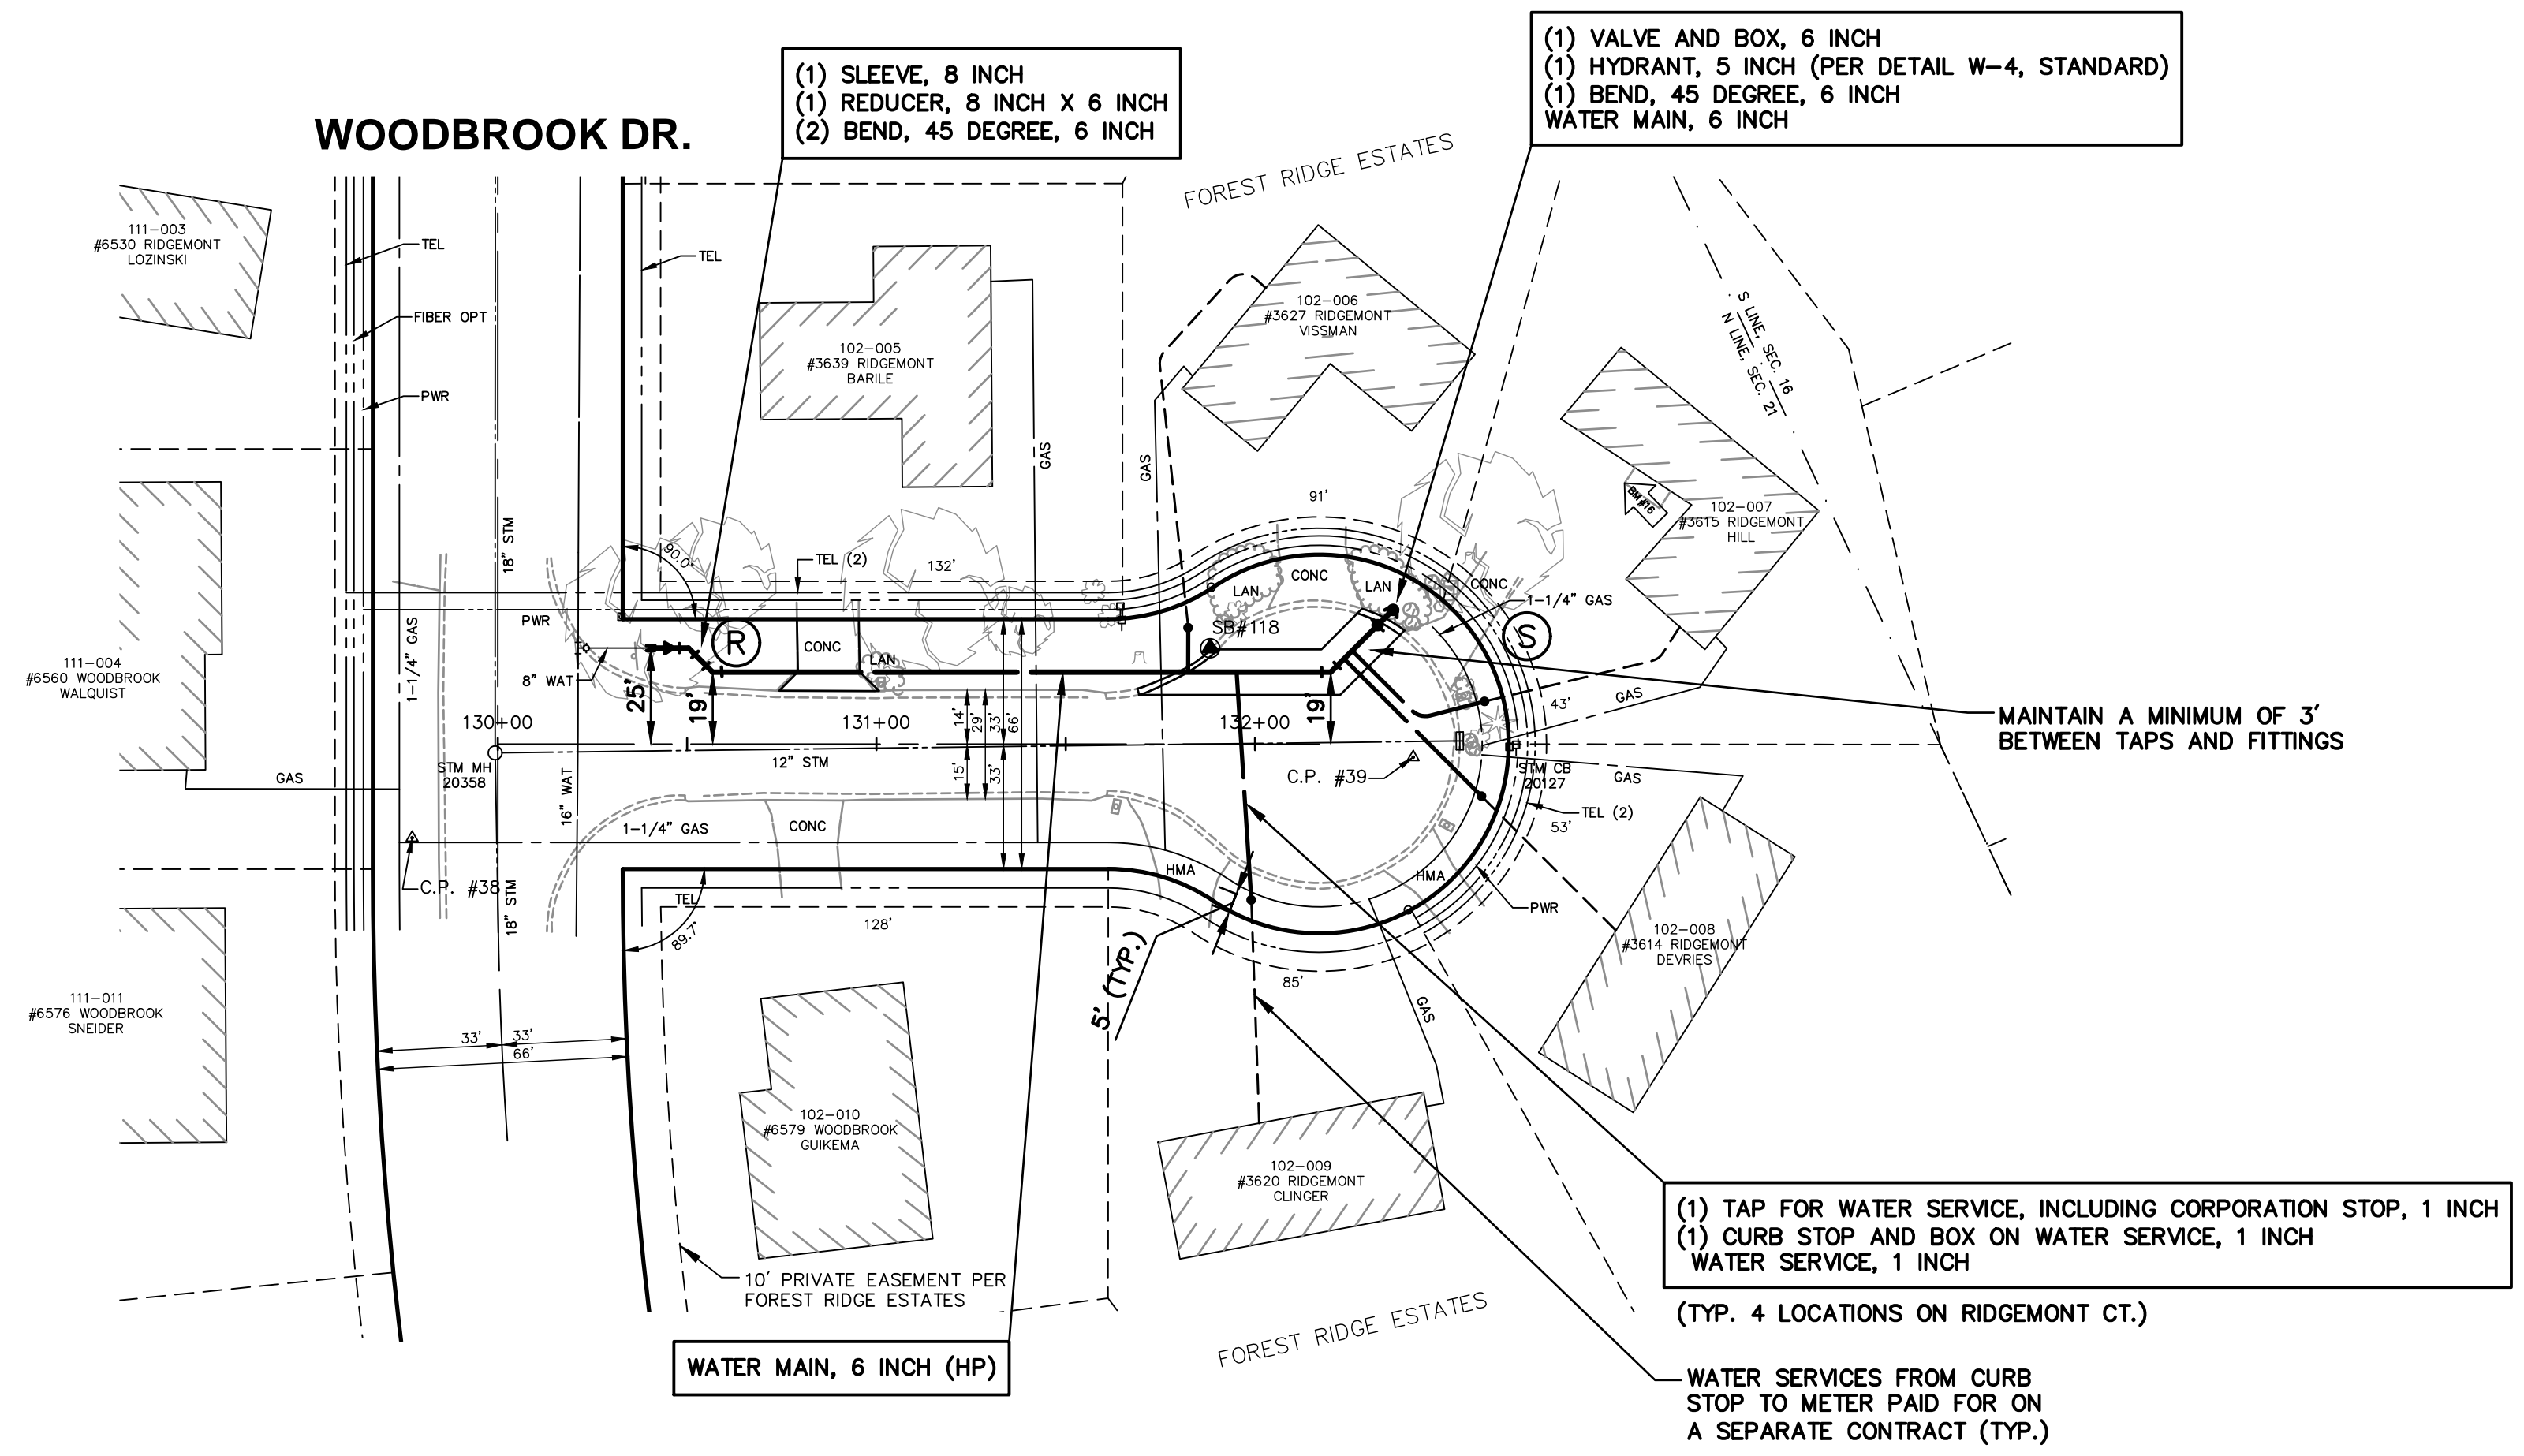 (1) VALVE AND BOX, 6 INCH
(1) HYDRANT, 5 INCH (PER DETAIL W-4, STANDARD)
(1) BEND, 45 DEGREE, 6 INCH
WATER MAIN, 6 INCH
(1) SLEEVE, 8 INCH
(1) REDUCER, 8 INCH X 6 INCH
(2) BEND, 45 DEGREE, 6 INCH
WOODBROOK DR.
FOREST RIDGE ESTATES
111-003
#6530 RIDGEMONT
LOZINSKI
TEL
TEL
FIBER OPT
PWR
102-005
#3639 RIDGEMONT
BARILE
102-006
#3627 RIDGEMONT
VISSMAN
S LINE, SEC. 16
N LINE, SEC. 21
GAS
GAS
91'
BM#16
102-007
#3615 RIDGEMONT
HILL
18" STM
90.0°
TEL (2)
132'
CONC
LAN
LAN
CONC
1-1/4" GAS
PWR
1-1/4" GAS
R
CONC
LAN
SB#118
S
111-004
#6560 WOODBROOK
WALQUIST
8" WAT
25'
19'
14'
29'
33'
66'
19'
GAS
43'
130+00
131+00
132+00
MAINTAIN A MINIMUM OF 3'
BETWEEN TAPS AND FITTINGS
STM MH
20358
12" STM
15'
33'
C.P. #39
STM CB
20127
GAS
GAS
16" WAT
TEL (2)
53'
1-1/4" GAS
CONC
HMA
HMA
C.P. #38
18" STM
TEL
89.7°
128'
PWR
102-008
#3614 RIDGEMONT
DEVRIES
5' (TYP.)
85'
GAS
111-011
#6576 WOODBROOK
SNEIDER
33'
33'
66'
102-010
#6579 WOODBROOK
GUIKEMA
102-009
#3620 RIDGEMONT
CLINGER
(1) TAP FOR WATER SERVICE, INCLUDING CORPORATION STOP, 1 INCH
(1) CURB STOP AND BOX ON WATER SERVICE, 1 INCH
WATER SERVICE, 1 INCH
(TYP. 4 LOCATIONS ON RIDGEMONT CT.)
10' PRIVATE EASEMENT PER
FOREST RIDGE ESTATES
FOREST RIDGE ESTATES
WATER MAIN, 6 INCH (HP)
WATER SERVICES FROM CURB
STOP TO METER PAID FOR ON
A SEPARATE CONTRACT (TYP.)